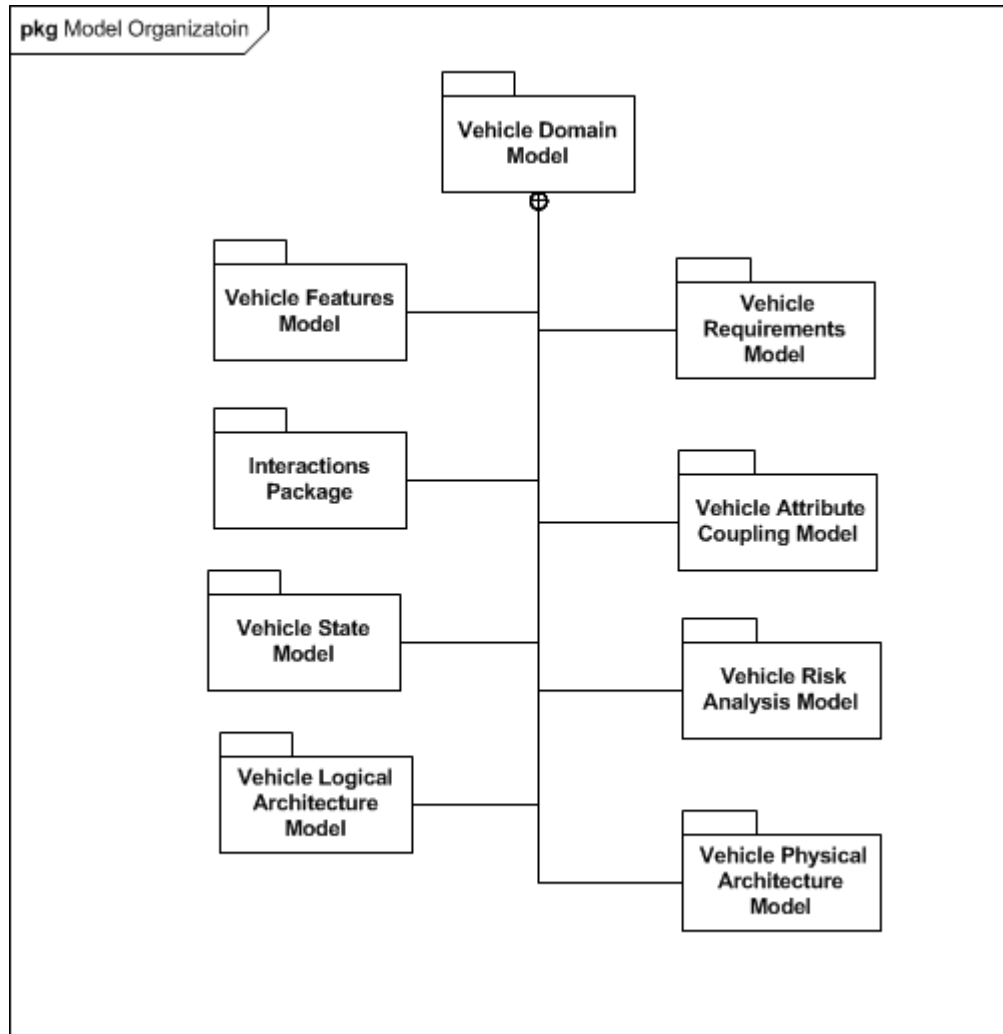 pkg Model Organizatoin
Vehicle Domain
Model
Vehicle Features
Model
Vehicle
Requirements
Model
Interactions
Package
Vehicle Attribute
Coupling Model
Vehicle State
Model
Vehicle Risk
Analysis Model
Vehicle Logical
Architecture
Model
Vehicle Physical
Architecture
Model